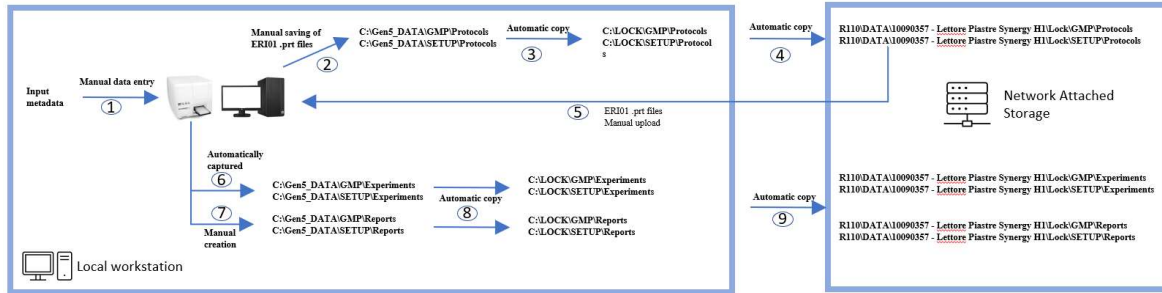 Manual saving of
ERI01 .prt files
②
C:\Gen5_DATA\GMP\Protocols
C:\Gen5_DATA\SETUP\Protocols
Automatic copy
③
C:\LOCK\GMP\Protocols
C:\LOCK\SETUP\Protocol
s
Automatic copy
④
R110\DATA\10090357 - Lettore Piastre Synergy H1\Lock\GMP\Protocols
R110\DATA\10090357 - Lettore Piastre Synergy H1\Lock\SETUP\Protocols
Input
metadata
Manual data entry
①
⑤
ERI01 .prt files
Manual upload
Network Attached
Storage
Automatically
captured
⑥
C:\Gen5_DATA\GMP\Experiments
C:\Gen5_DATA\SETUP\Experiments
⑦
Manual
creation
C:\Gen5_DATA\GMP\Reports
C:\Gen5_DATA\SETUP\Reports
Automatic copy
⑧
C:\LOCK\GMP\Experiments
C:\LOCK\SETUP\Experiments
C:\LOCK\GMP\Reports
C:\LOCK\SETUP\Reports
Automatic copy
⑨
R110\DATA\10090357 - Lettore Piastre Synergy H1\Lock\GMP\Experiments
R110\DATA\10090357 - Lettore Piastre Synergy H1\Lock\SETUP\Experiments
R110\DATA\10090357 - Lettore Piastre Synergy H1\Lock\GMP\Reports
R110\DATA\10090357 - Lettore Piastre Synergy H1\Lock\SETUP\Reports
Local workstation